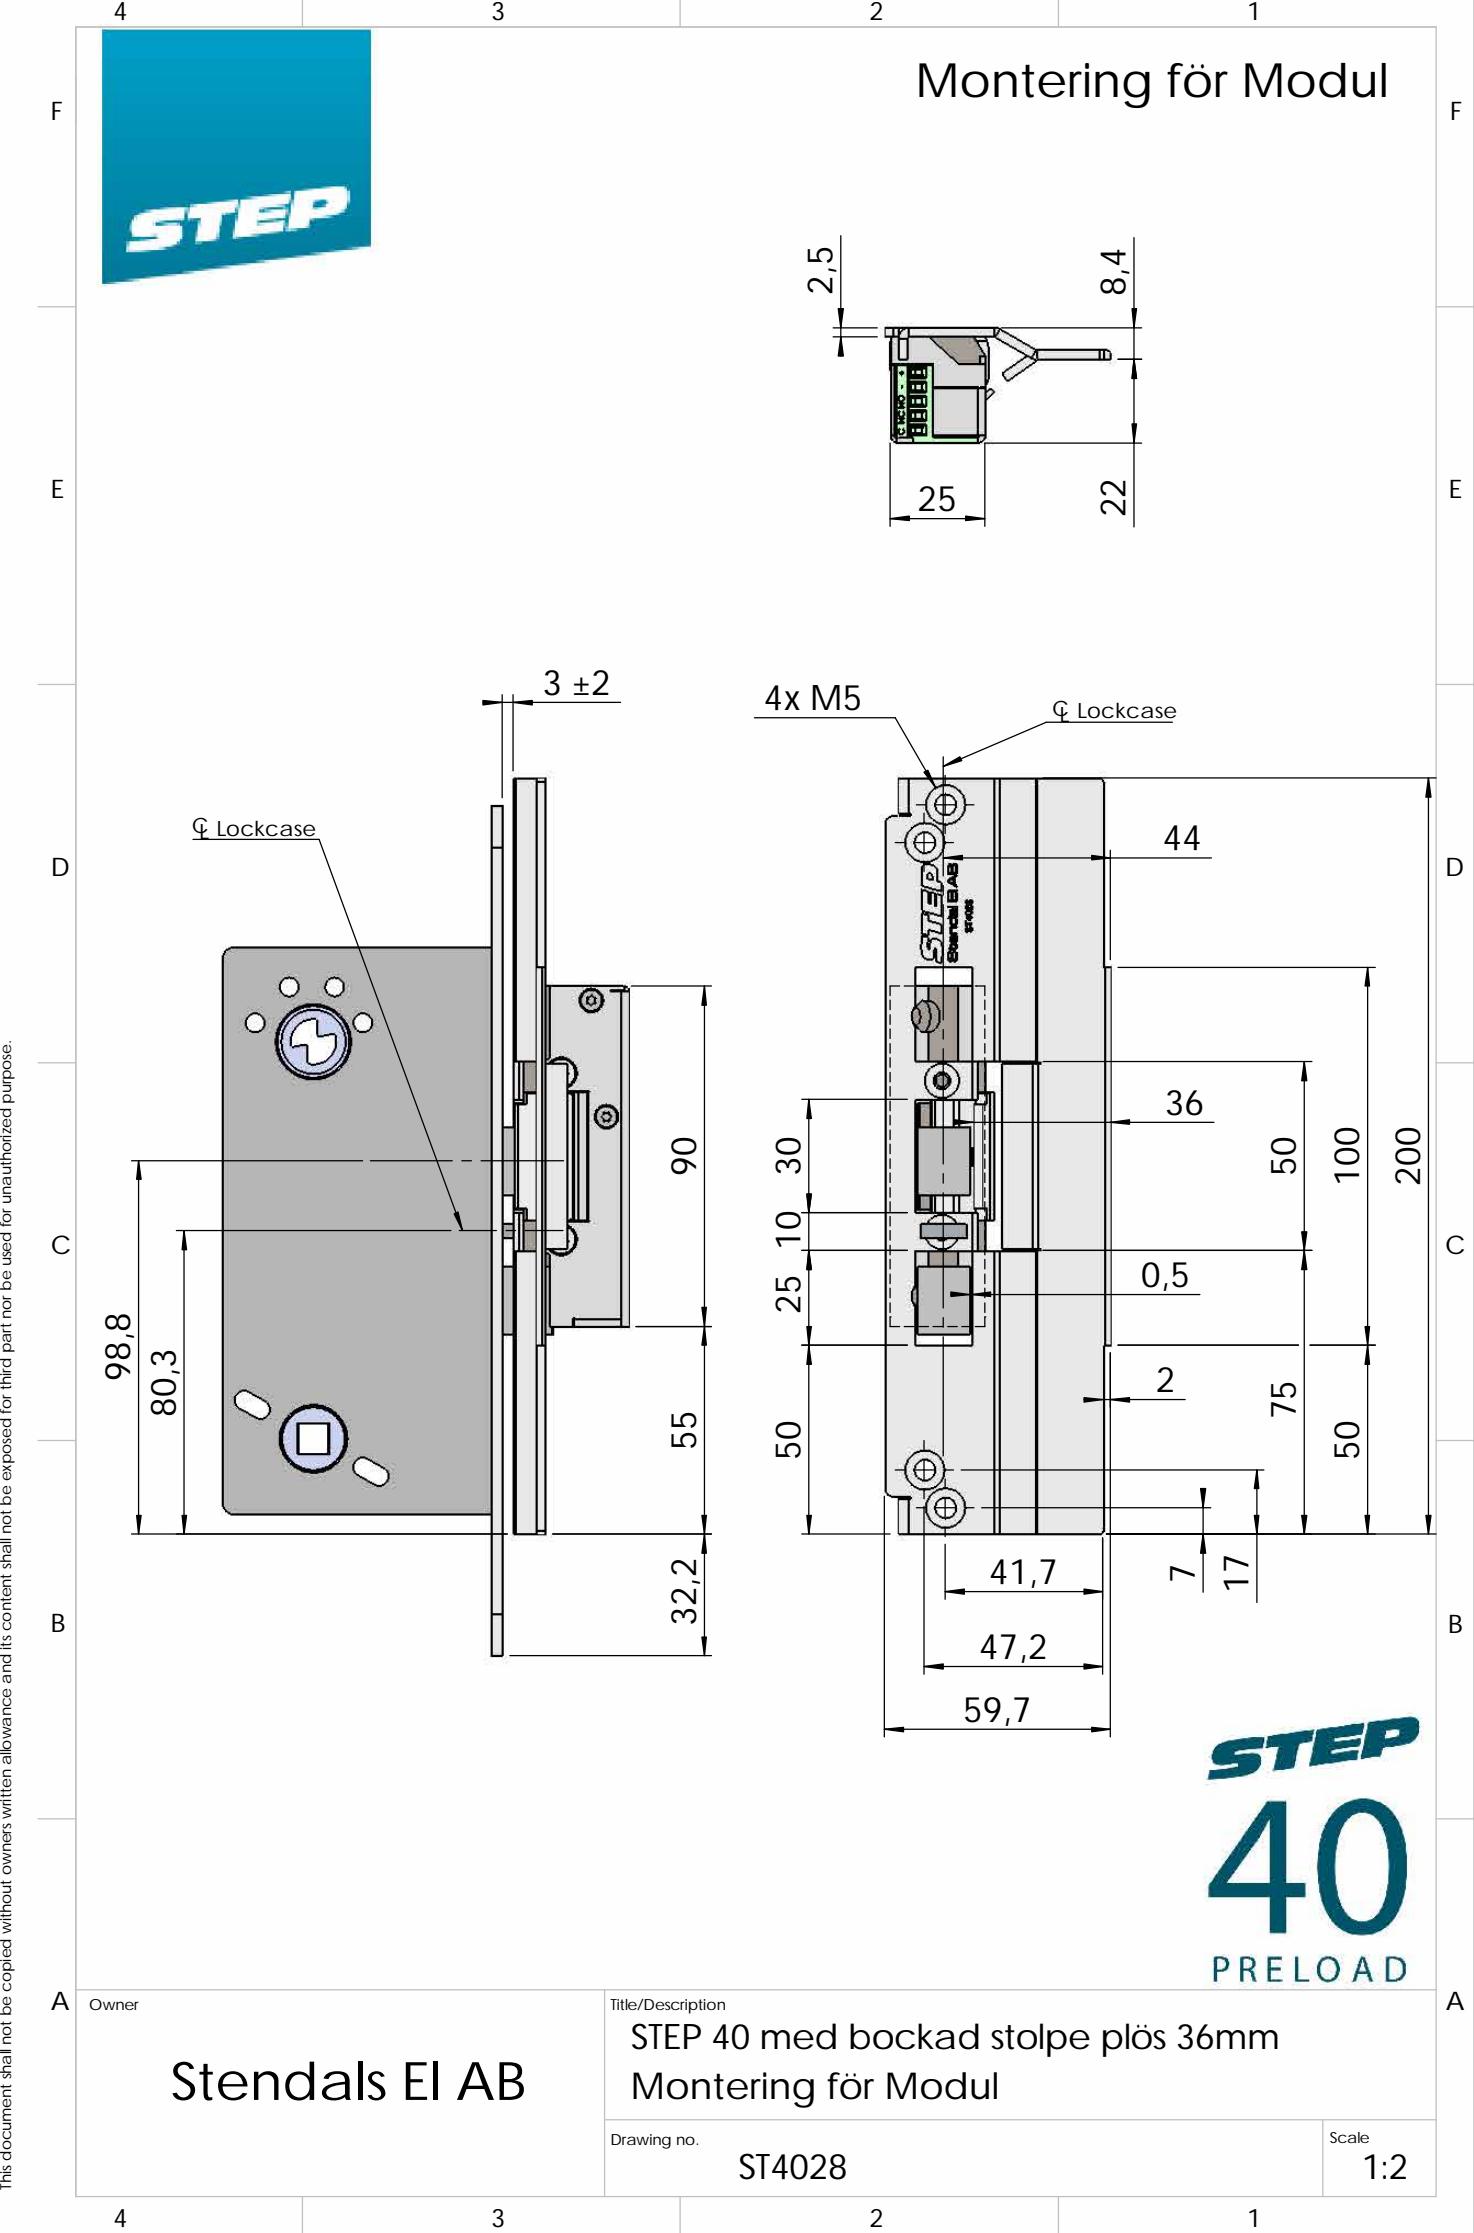 4 3 2 1
Montering för Modul
F F
STEP
2,5
8,4
C NC NO - +
E E
25
22
3 ±2
4x M5
℄ Lockcase
℄ Lockcase
D D
44
STEP
Stendal El AB
ST4028
36
90
30
50
100
200
10
C C
0,5
25
98,8
80,3
2
75
55
50
50
41,7
7
17
32,2
B B
47,2
59,7
STEP
40
PRELOAD
This document shall not be copied without owners written allowance and its content shall not be exposed for third part nor be used for unauthorized purpose.
A A
Owner
Stendals El AB
Title/Description
STEP 40 med bockad stolpe plös 36mm
Montering för Modul
Drawing no.
ST4028
Scale
1:2
4 3 2 1